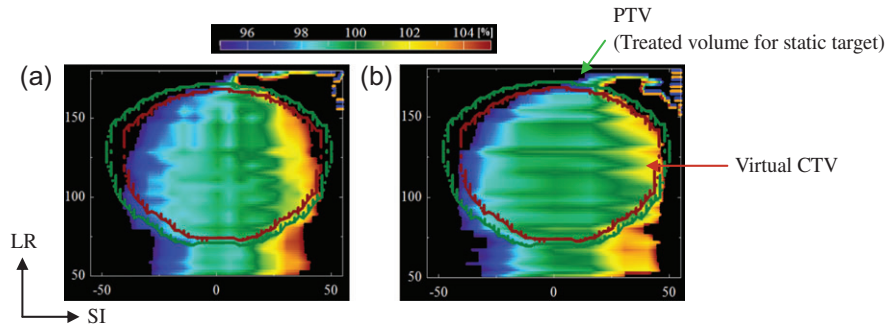 PTV
(Treated volume for static target)
96 98 100 102 104 [%]
(a)
(b)
150
100
50
-50 0 50
150
100
50
-50 0 50
Virtual CTV
LR
SI